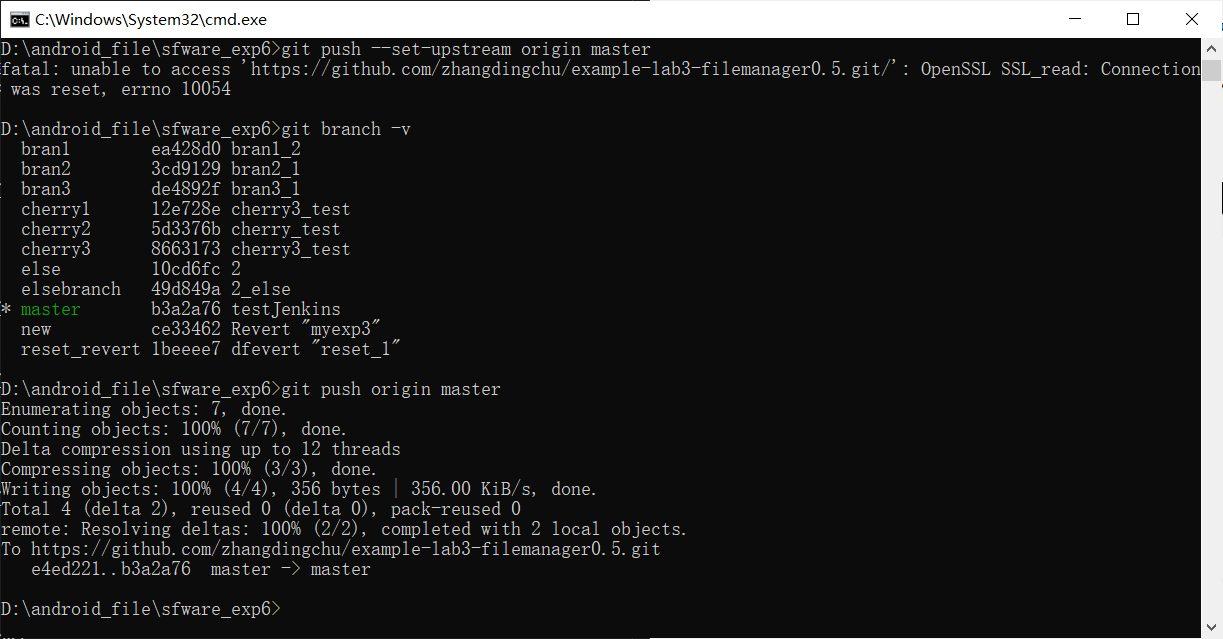 C:\Windows\System32\cmd.exe
D:\android_file\sfware_exp6>git push --set-upstream origin master
fatal: unable to access 'https://github.com/zhangdingchu/example-lab3-filemanager0.5.git/': OpenSSL SSL_read: Connection
was reset, errno 10054
D:\android_file\sfware_exp6>git branch -v
bran1 ea428d0 bran1_2
bran2 3cd9129 bran2_1
bran3 de4892f bran3_1
cherry1 12e728e cherry3_test
cherry2 5d3376b cherry_test
cherry3 8663173 cherry3_test
else 10cd6fc 2
elsebranch 49d849a 2_else
* master b3a2a76 testJenkins
new ce33462 Revert "myexp3"
reset_revert 1beeee7 dfevert "reset_1"
D:\android_file\sfware_exp6>git push origin master
Enumerating objects: 7, done.
Counting objects: 100% (7/7), done.
Delta compression using up to 12 threads
Compressing objects: 100% (3/3), done.
Writing objects: 100% (4/4), 356 bytes | 356.00 KiB/s, done.
Total 4 (delta 2), reused 0 (delta 0), pack-reused 0
remote: Resolving deltas: 100% (2/2), completed with 2 local objects.
To https://github.com/zhangdingchu/example-lab3-filemanager0.5.git
e4ed221..b3a2a76 master -> master
D:\android_file\sfware_exp6>